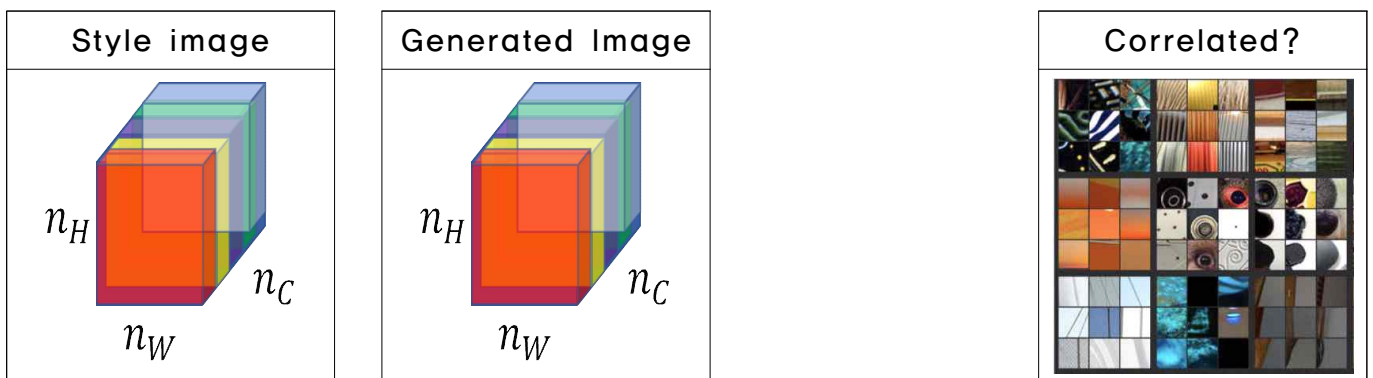 Style image
Generated Image
Correlated?
n_H
n_C
n_W
n_H
n_C
n_W